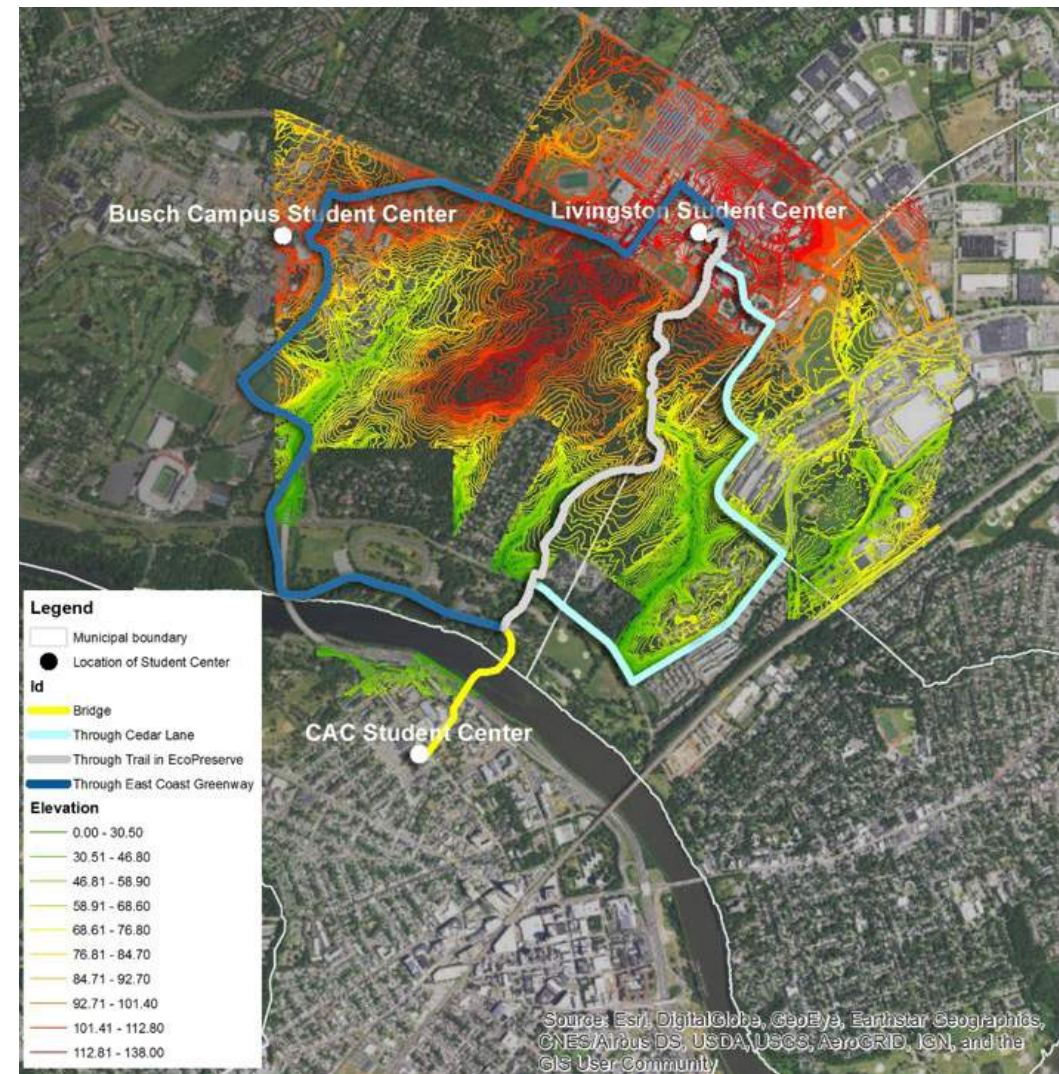 Busch Campus Student Center
Livingston Student Center
Legend
Municipal boundary
Location of Student Center
Id
Bridge
Through Cedar Lane
Through Trail in EcoPreserve
Through East Coast Greenway
Elevation
0.00 - 30.50
30.51 - 46.80
46.81 - 58.90
58.91 - 68.60
68.61 - 76.80
76.81 - 84.70
84.71 - 92.70
92.71 - 101.40
101.41 - 112.80
112.81 - 138.00
CAC Student Center
Source: Esri, DigitalGlobe, GeoEye, Earthstar Geographics,
CNES/Airbus DS, USDA, USGS, AeroGRID, IGN, and the
GIS User Community